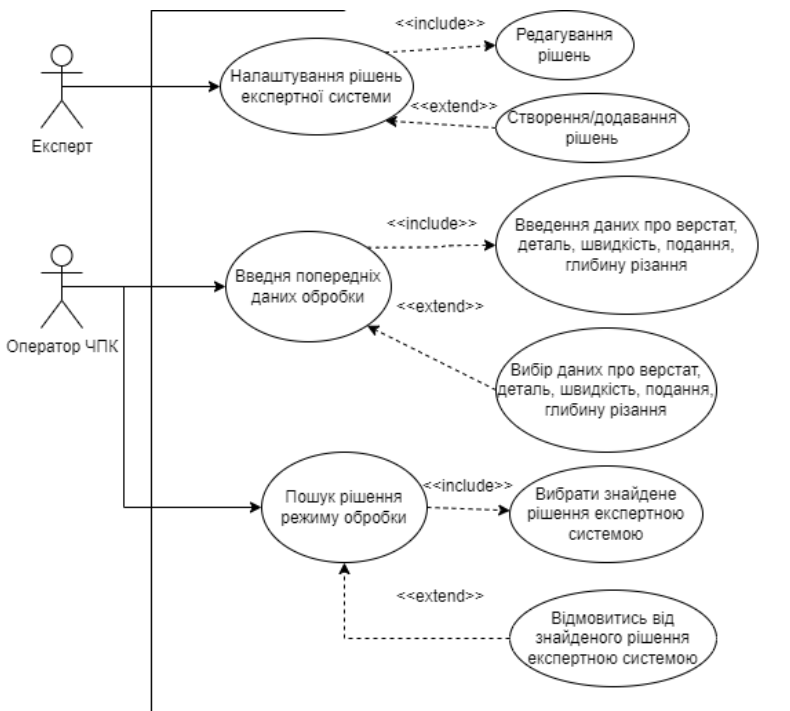 <<include>>
Редагування
рішень
Налаштування рішень
експертної системи
<<extend>>
Створення/додавання
рішень
Експерт
<<include>>
Введення даних про верстат,
деталь, швидкість, подання,
глибину різання
Введня попередніх
даних обробки
<<extend>>
Оператор ЧПК
Вибір даних про верстат,
деталь, швидкість, подання,
глибину різання
Пошук рішення
режиму обробки
<<include>>
Вибрати знайдене
рішення експертною
системою
<<extend>>
Відмовитись від
знайденого рішення
експертною системою